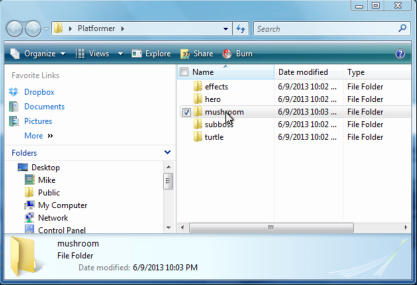 Platformer
Search
Organize Views Explore Share Burn
Favorite Links
Dropbox
Documents
Pictures
More »
Folders
Desktop
Mike
Public
My Computer
Network
Control Panel
Name Date modified Type
effects 6/9/2013 10:02 ... File Folder
hero 6/9/2013 10:02 ... File Folder
mushroom 6/9/2013 10:03 ... File Folder
subboss 6/9/2013 10:02 ... File Folder
turtle 6/9/2013 10:02 ... File Folder
mushroom
File Folder
Date modified: 6/9/2013 10:03 PM